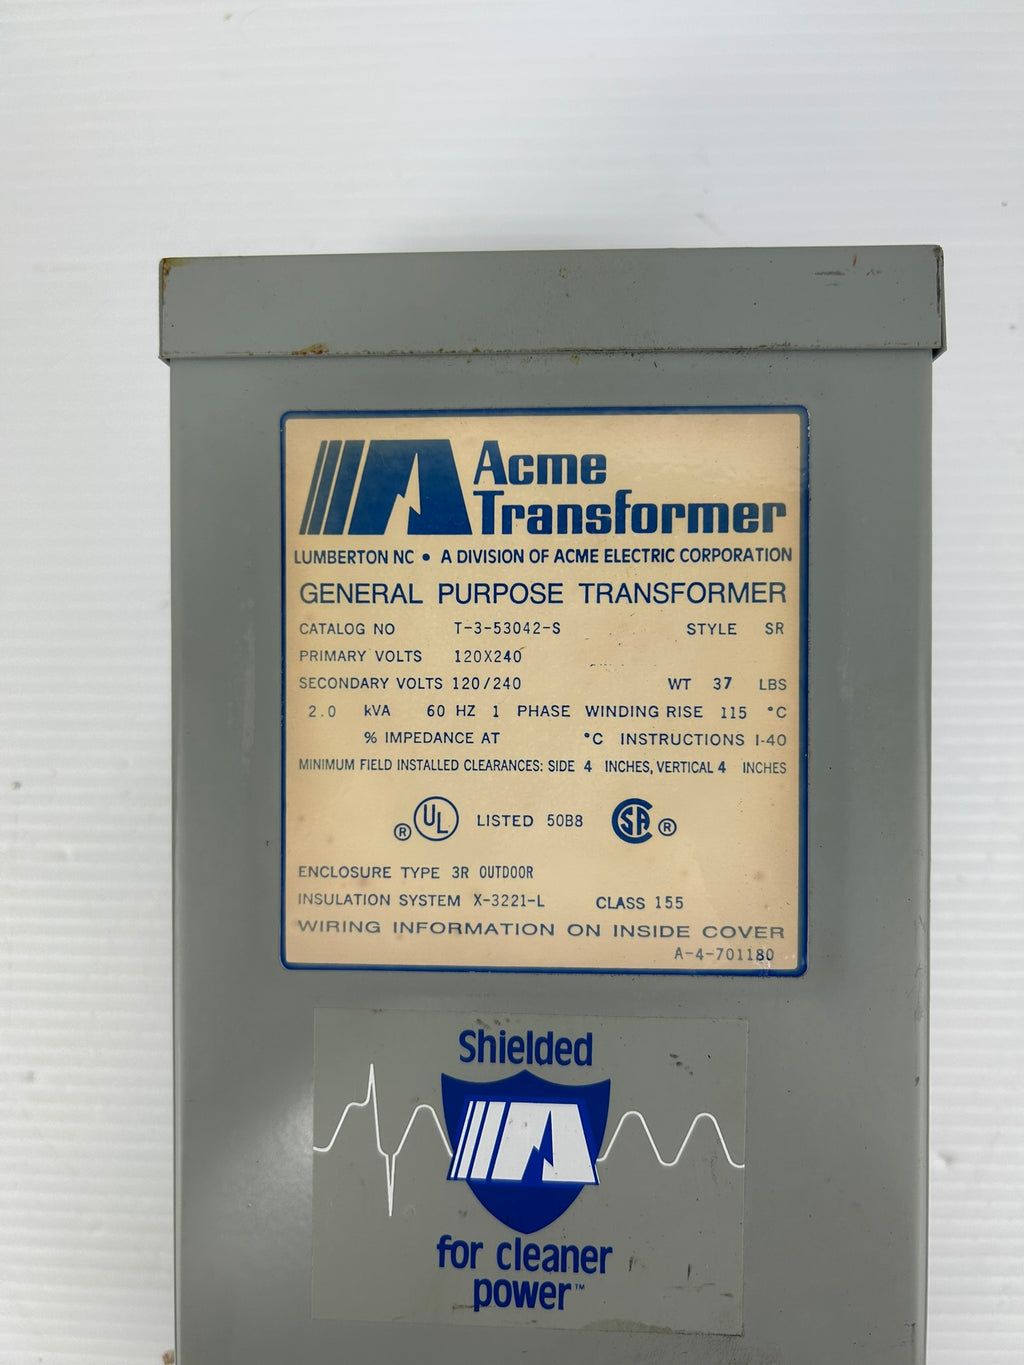 Acme
Transformer
LUMBERTON NC • A DIVISION OF ACME ELECTRIC CORPORATION
GENERAL PURPOSE TRANSFORMER
CATALOG NO T-3-53042-S STYLE SR
PRIMARY VOLTS 120X240
SECONDARY VOLTS 120/240 WT 37 LBS
2.0 kVA 60 HZ 1 PHASE WINDING RISE 115 °C
% IMPEDANCE AT °C INSTRUCTIONS I-40
MINIMUM FIELD INSTALLED CLEARANCES: SIDE 4 INCHES, VERTICAL 4 INCHES
® UL LISTED 50B8 SA ®
ENCLOSURE TYPE 3R OUTDOOR
INSULATION SYSTEM X-3221-L CLASS 155
WIRING INFORMATION ON INSIDE COVER
A-4-701180
Shielded
for cleaner
power™